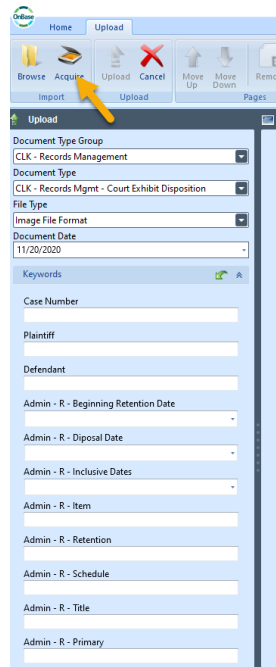 OnBase
Home Upload
Browse Acquire Upload Cancel Move Up Move Down
Import Upload Pages
Upload
Document Type Group
CLK - Records Management
Document Type
CLK - Records Mgmt - Court Exhibit Disposition
File Type
Image File Format
Document Date
11/20/2020
Keywords
Case Number
Plaintiff
Defendant
Admin - R - Beginning Retention Date
Admin - R - Diposal Date
Admin - R - Inclusive Dates
Admin - R - Item
Admin - R - Retention
Admin - R - Schedule
Admin - R - Title
Admin - R - Primary